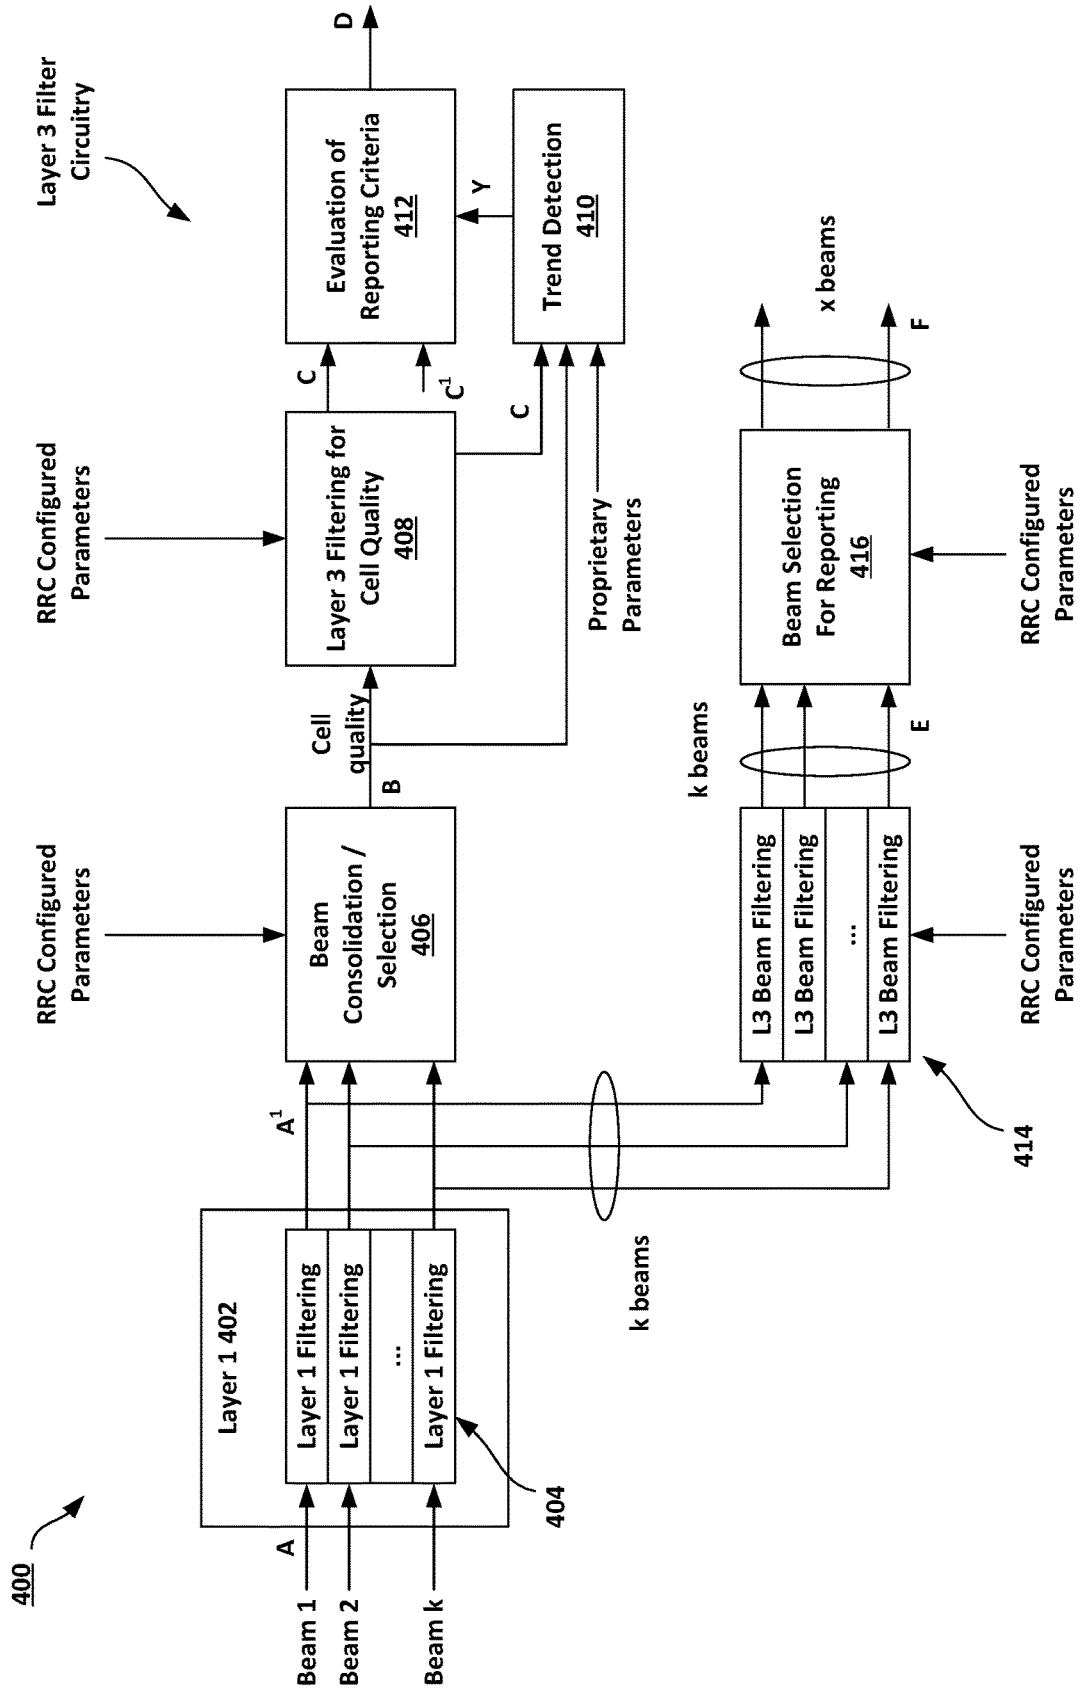 400
Layer 3 Filter
Circuitry
RRC Configured
Parameters
RRC Configured
Parameters
Layer 1 402
A
Beam 1
Beam 2
Beam k
Layer 1 Filtering
Layer 1 Filtering
...
Layer 1 Filtering
404
A1
k beams
Beam
Consolidation /
Selection
406
B
Cell
quality
Layer 3 Filtering for
Cell Quality
408
C
C1
C
Evaluation of
Reporting Criteria
412
D
Y
Trend Detection
410
Proprietary
Parameters
414
L3 Beam Filtering
L3 Beam Filtering
...
L3 Beam Filtering
RRC Configured
Parameters
k beams
E
Beam Selection
For Reporting
416
RRC Configured
Parameters
x beams
F